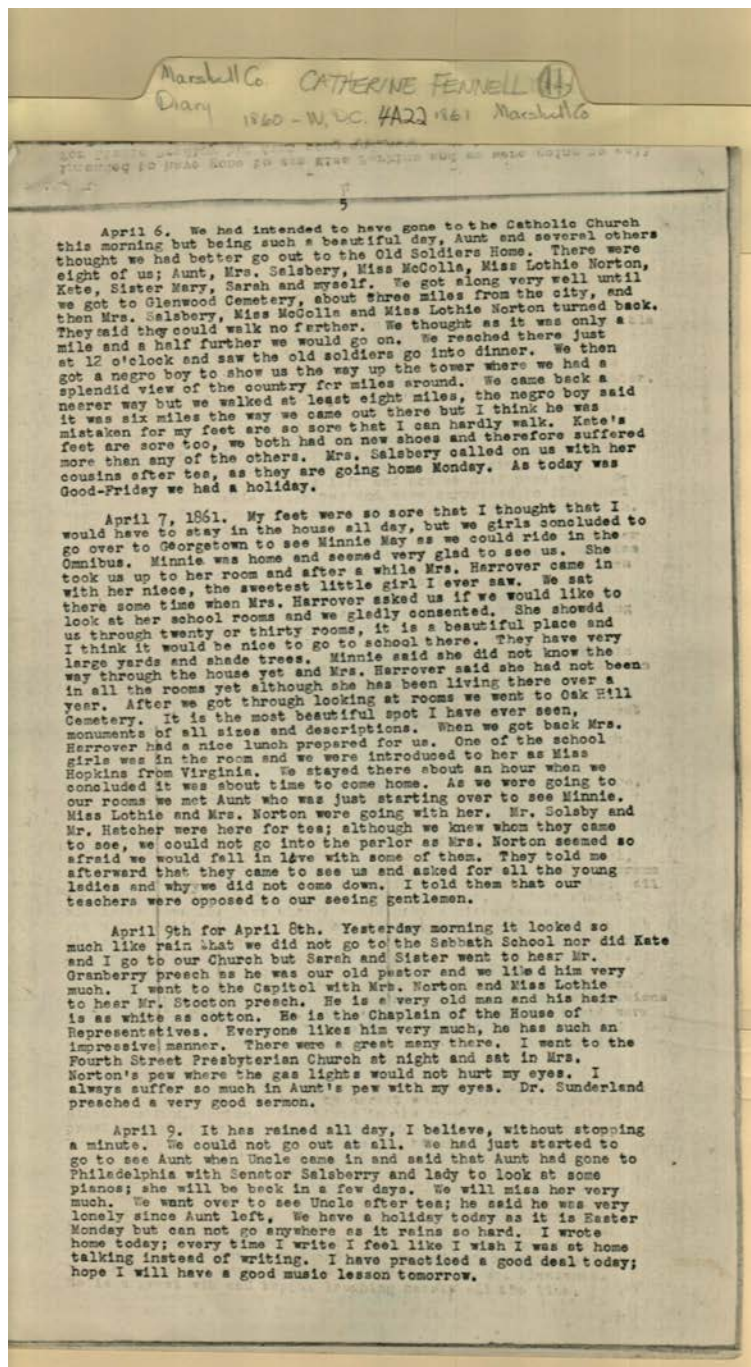 Marshall Co. CATHERINE FENNELL
Diary 1860 - W, D.C. 4A22 1861 Marshall Co
5
April 6. We had intended to have gone to the Catholic Church
this morning but being such a beautiful day, Aunt and several others
thought we had better go out to the Old Soldiers Home. There were
eight of us; Aunt, Mrs. Salsbery, Miss McColla, Miss Lothie Norton,
Kate, Sister Mary, Sarah and myself. We got along very well until
we got to Glenwood Cemetery, about three miles from the city, and
then Mrs. Salsbery, Miss McColla and Miss Lothie Norton turned back.
They said they could walk no farther. We thought as it was only a
mile and a half further we would go on. We reached there just
at 12 o'clock and saw the old soldiers go into dinner. We then
got a negro boy to show us the way up the tower where we had a
splendid view of the country for miles around. We came back a
nearer way but we walked at least eight miles, the negro boy said
it was six miles the way we came out there but I think he was
mistaken for my feet are so sore that I can hardly walk. Kate's
feet are sore too, we both had on new shoes and therefore suffered
more than any of the others. Mrs. Salsbery called on us with her
cousins after tea, as they are going home Monday. As today was
Good-Friday we had a holiday.
April 7, 1861. My feet were so sore that I thought that I
would have to stay in the house all day, but we girls concluded to
go over to Georgetown to see Minnie May as we could ride in the
Omnibus. Minnie was home and seemed very glad to see us. She
took us up to her room and after a while Mrs. Harrover came in
with her niece, the sweetest little girl I ever saw. We sat
there some time when Mrs. Harrover asked us if we would like to
look at her school rooms and we gladly consented. She showdd
us through twenty or thirty rooms, it is a beautiful place and
I think it would be nice to go to school there. They have very
large yards and shade trees. Minnie said she did not know the
way through the house yet and Mrs. Harrover said she had not been
in all the rooms yet although she has been living there over a
year. After we got through looking at rooms we went to Oak Hill
Cemetery. It is the most beautiful spot I have ever seen,
monuments of all sizes and descriptions. When we got back Mrs.
Harrover had a nice lunch prepared for us. One of the school
girls was in the room and we were introduced to her as Miss
Hopkins from Virginia. We stayed there about an hour when we
concluded it was about time to come home. As we were going to
our rooms we met Aunt who was just starting over to see Minnie.
Miss Lothie and Mrs. Norton were going with her. Mr. Solsby and
Mr. Hatcher were here for tea; although we knew whom they came
to see, we could not go into the parlor as Mrs. Norton seemed so
afraid we would fall in love with some of them. They told me
afterward that they came to see us and asked for all the young
ladies and why we did not come down. I told them that our
teachers were opposed to our seeing gentlemen.
April 9th for April 8th. Yesterday morning it looked so
much like rain that we did not go to the Sabbath School nor did Kate
and I go to our Church but Sarah and Sister went to hear Mr.
Granberry preach as he was our old pastor and we liked him very
much. I went to the Capitol with Mrs. Norton and Miss Lothie
to hear Mr. Stocton preach. He is a very old man and his hair
is as white as cotton. He is the Chaplain of the House of
Representatives. Everyone likes him very much, he has such an
impressive manner. There were a great many there. I went to the
Fourth Street Presbyterian Church at night and sat in Mrs.
Norton's pew where the gas lights would not hurt my eyes. I
always suffer so much in Aunt's pew with my eyes. Dr. Sunderland
preached a very good sermon.
April 9. It has rained all day, I believe, without stopping
a minute. We could not go out at all. We had just started to
go to see Aunt when Uncle came in and said that Aunt had gone to
Philadelphia with Senator Salsberry and lady to look at some
pianos; she will be back in a few days. We will miss her very
much. We want over to see Uncle after tea; he said he was very
lonely since Aunt left. We have a holiday today as it is Easter
Monday but can not go anywhere as it rains so hard. I wrote
home today; every time I write I feel like I wish I was at home
talking instead of writing. I have practiced a good deal today;
hope I will have a good music lesson tomorrow.